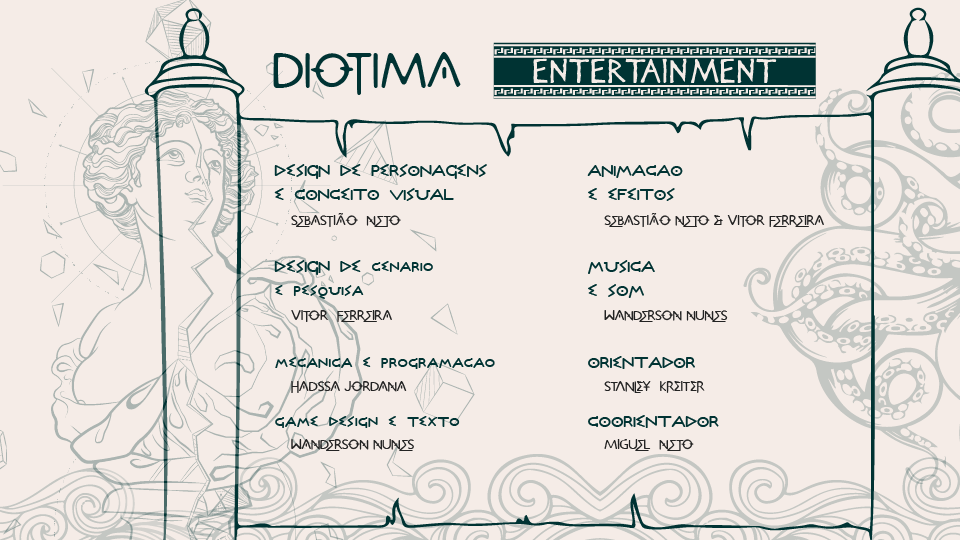 DIOTIMA ENTERTAINMENT
DESIGN DE PERSONAGENS
E CONCEITO VISUAL
SEBASTIÃO NETO
DESIGN DE CENARIO
E PESQUISA
VITOR FERREIRA
MECANICA E PROGRAMACAO
HADSSA JORDANA
GAME DESIGN E TEXTO
WANDERSON NUNES
ANIMACAO
E EFEITOS
SEBASTIÃO NETO & VITOR FERREIRA
MUSICA
E SOM
WANDERSON NUNES
ORIENTADOR
STANLEY KREITER
COORIENTADOR
MIGUEL NETO